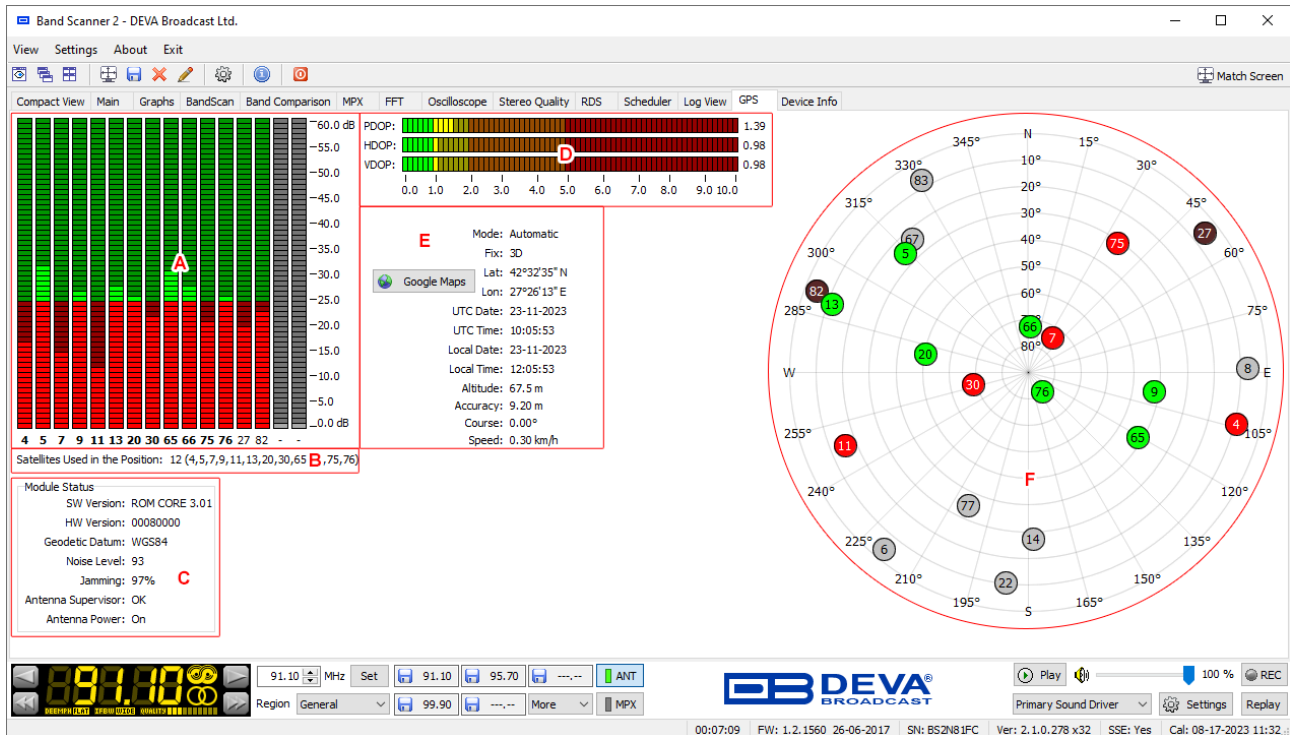 Band Scanner 2 - DEVA Broadcast Ltd.
View Settings About Exit
Match Screen
Compact View Main Graphs BandScan Band Comparison MPX FFT Oscilloscope Stereo Quality RDS Scheduler Log View GPS Device Info
60.0 dB
55.0
50.0
45.0
40.0
35.0
30.0
25.0
20.0
15.0
10.0
5.0
0.0 dB
A
4 5 7 9 11 13 20 30 65 66 75 76 27 82 - -
Satellites Used in the Position: 12 (4,5,7,9,11,13,20,30,65 B ,75,76)
PDOP: 1.39
HDOP: 0.98
VDOP: 0.98
D
0.0 1.0 2.0 3.0 4.0 5.0 6.0 7.0 8.0 9.0 10.0
E
Mode: Automatic
Fix: 3D
Google Maps
Lat: 42°32'35" N
Lon: 27°26'13" E
UTC Date: 23-11-2023
UTC Time: 10:05:53
Local Date: 23-11-2023
Local Time: 12:05:53
Altitude: 67.5 m
Accuracy: 9.20 m
Course: 0.00°
Speed: 0.30 km/h
Module Status
SW Version: ROM CORE 3.01
HW Version: 00080000
Geodetic Datum: WGS84
Noise Level: 93
Jamming: 97%
C
Antenna Supervisor: OK
Antenna Power: On
N
345° 15°
10°
330° 30°
83
20°
315° 45°
30°
27
67 75
40°
5
300° 60°
50°
82
60°
13
285° 75°
66
7
80°
20
8
W E
30
76 9
4
255° 105°
65
11
F
240° 120°
77
14
225° 135°
6
22
210° 150°
195° 165°
S
91.10
DEEMPH FLAT IFBW WIDE QUALITY
91.10 MHz Set 91.10 95.70 ---.-- ANT
Region General 99.90 ---.-- More MPX
DEVA®
BROADCAST
Play 100 % REC
Primary Sound Driver Settings Replay
00:07:09 FW: 1.2.1560 26-06-2017 SN: BS2N81FC Ver: 2.1.0.278 x32 SSE: Yes Cal: 08-17-2023 11:32